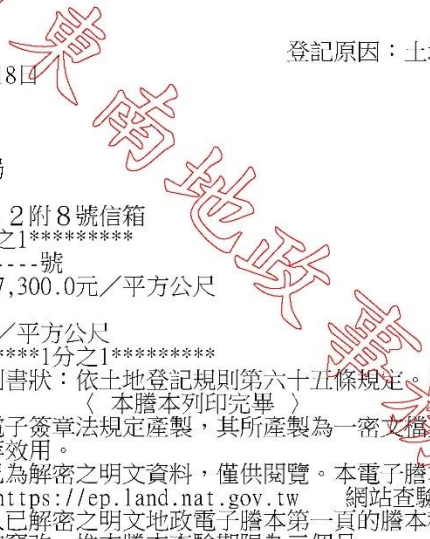 東南地政事務
登記原因：土
18日
2附8號信箱
之1*********
----號
7,300.0元／平方公尺
／平方公尺
****1分之1*********
書狀：依土地登記規則第六十五條規定
〈 本謄本列印完畢 〉
電子簽章法規定產製，其所產製為一密文檔
效用。
為解密之明文資料，僅供閱覽。本電子謄
https://ep.land.nat.gov.tw 網站查驗
已解密之明文地政電子謄本第一頁的謄本